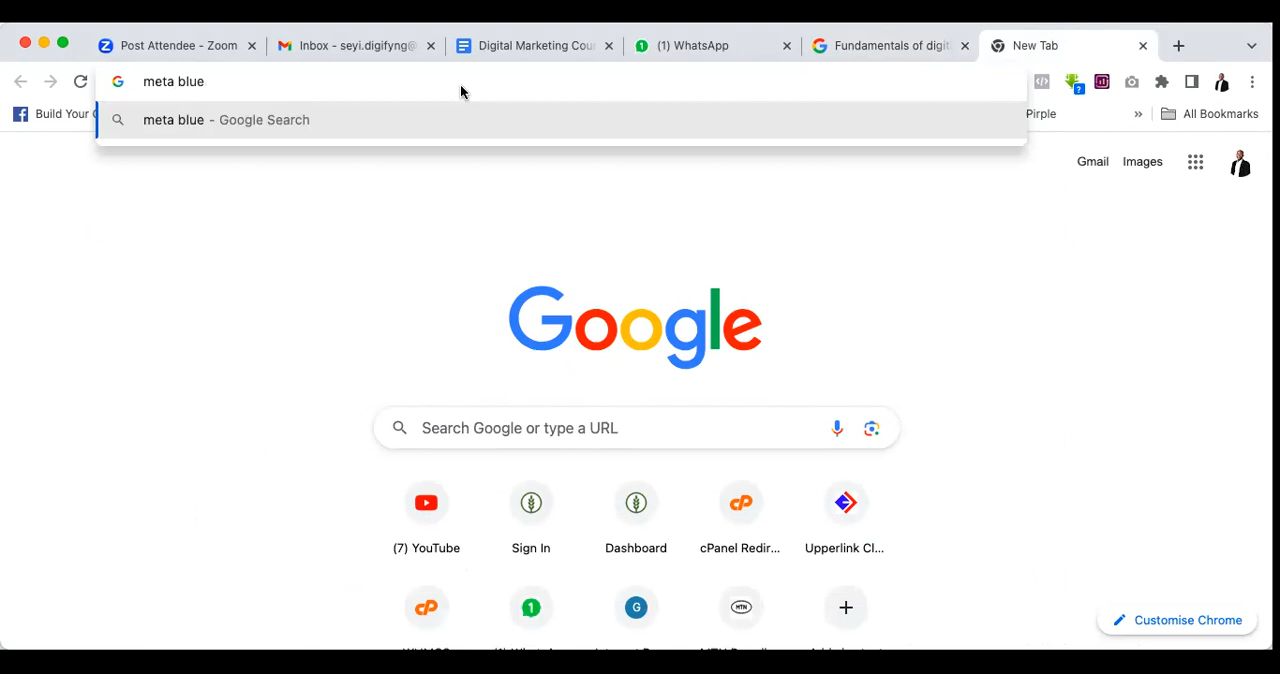 Post Attendee - Zoom
Inbox - seyi.digifyng@
Digital Marketing Cou
(1) WhatsApp
Fundamentals of digit
New Tab
meta blue
Build Your
meta blue - Google Search
Pirple
»
All Bookmarks
Gmail
Images
Google
Search Google or type a URL
(7) YouTube
Sign In
Dashboard
cPanel Redir...
Upperlink Cl...
Customise Chrome